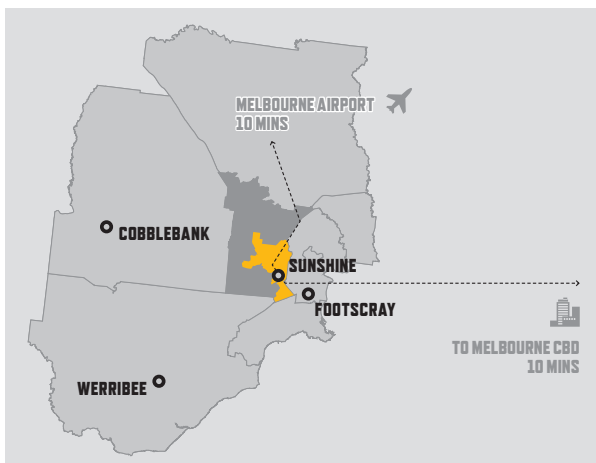 MELBOURNE AIRPORT
10 MINS
COBBLEBANK
SUNSHINE
FOOTSCRAY
TO MELBOURNE CBD
10 MINS
WERRIBEE